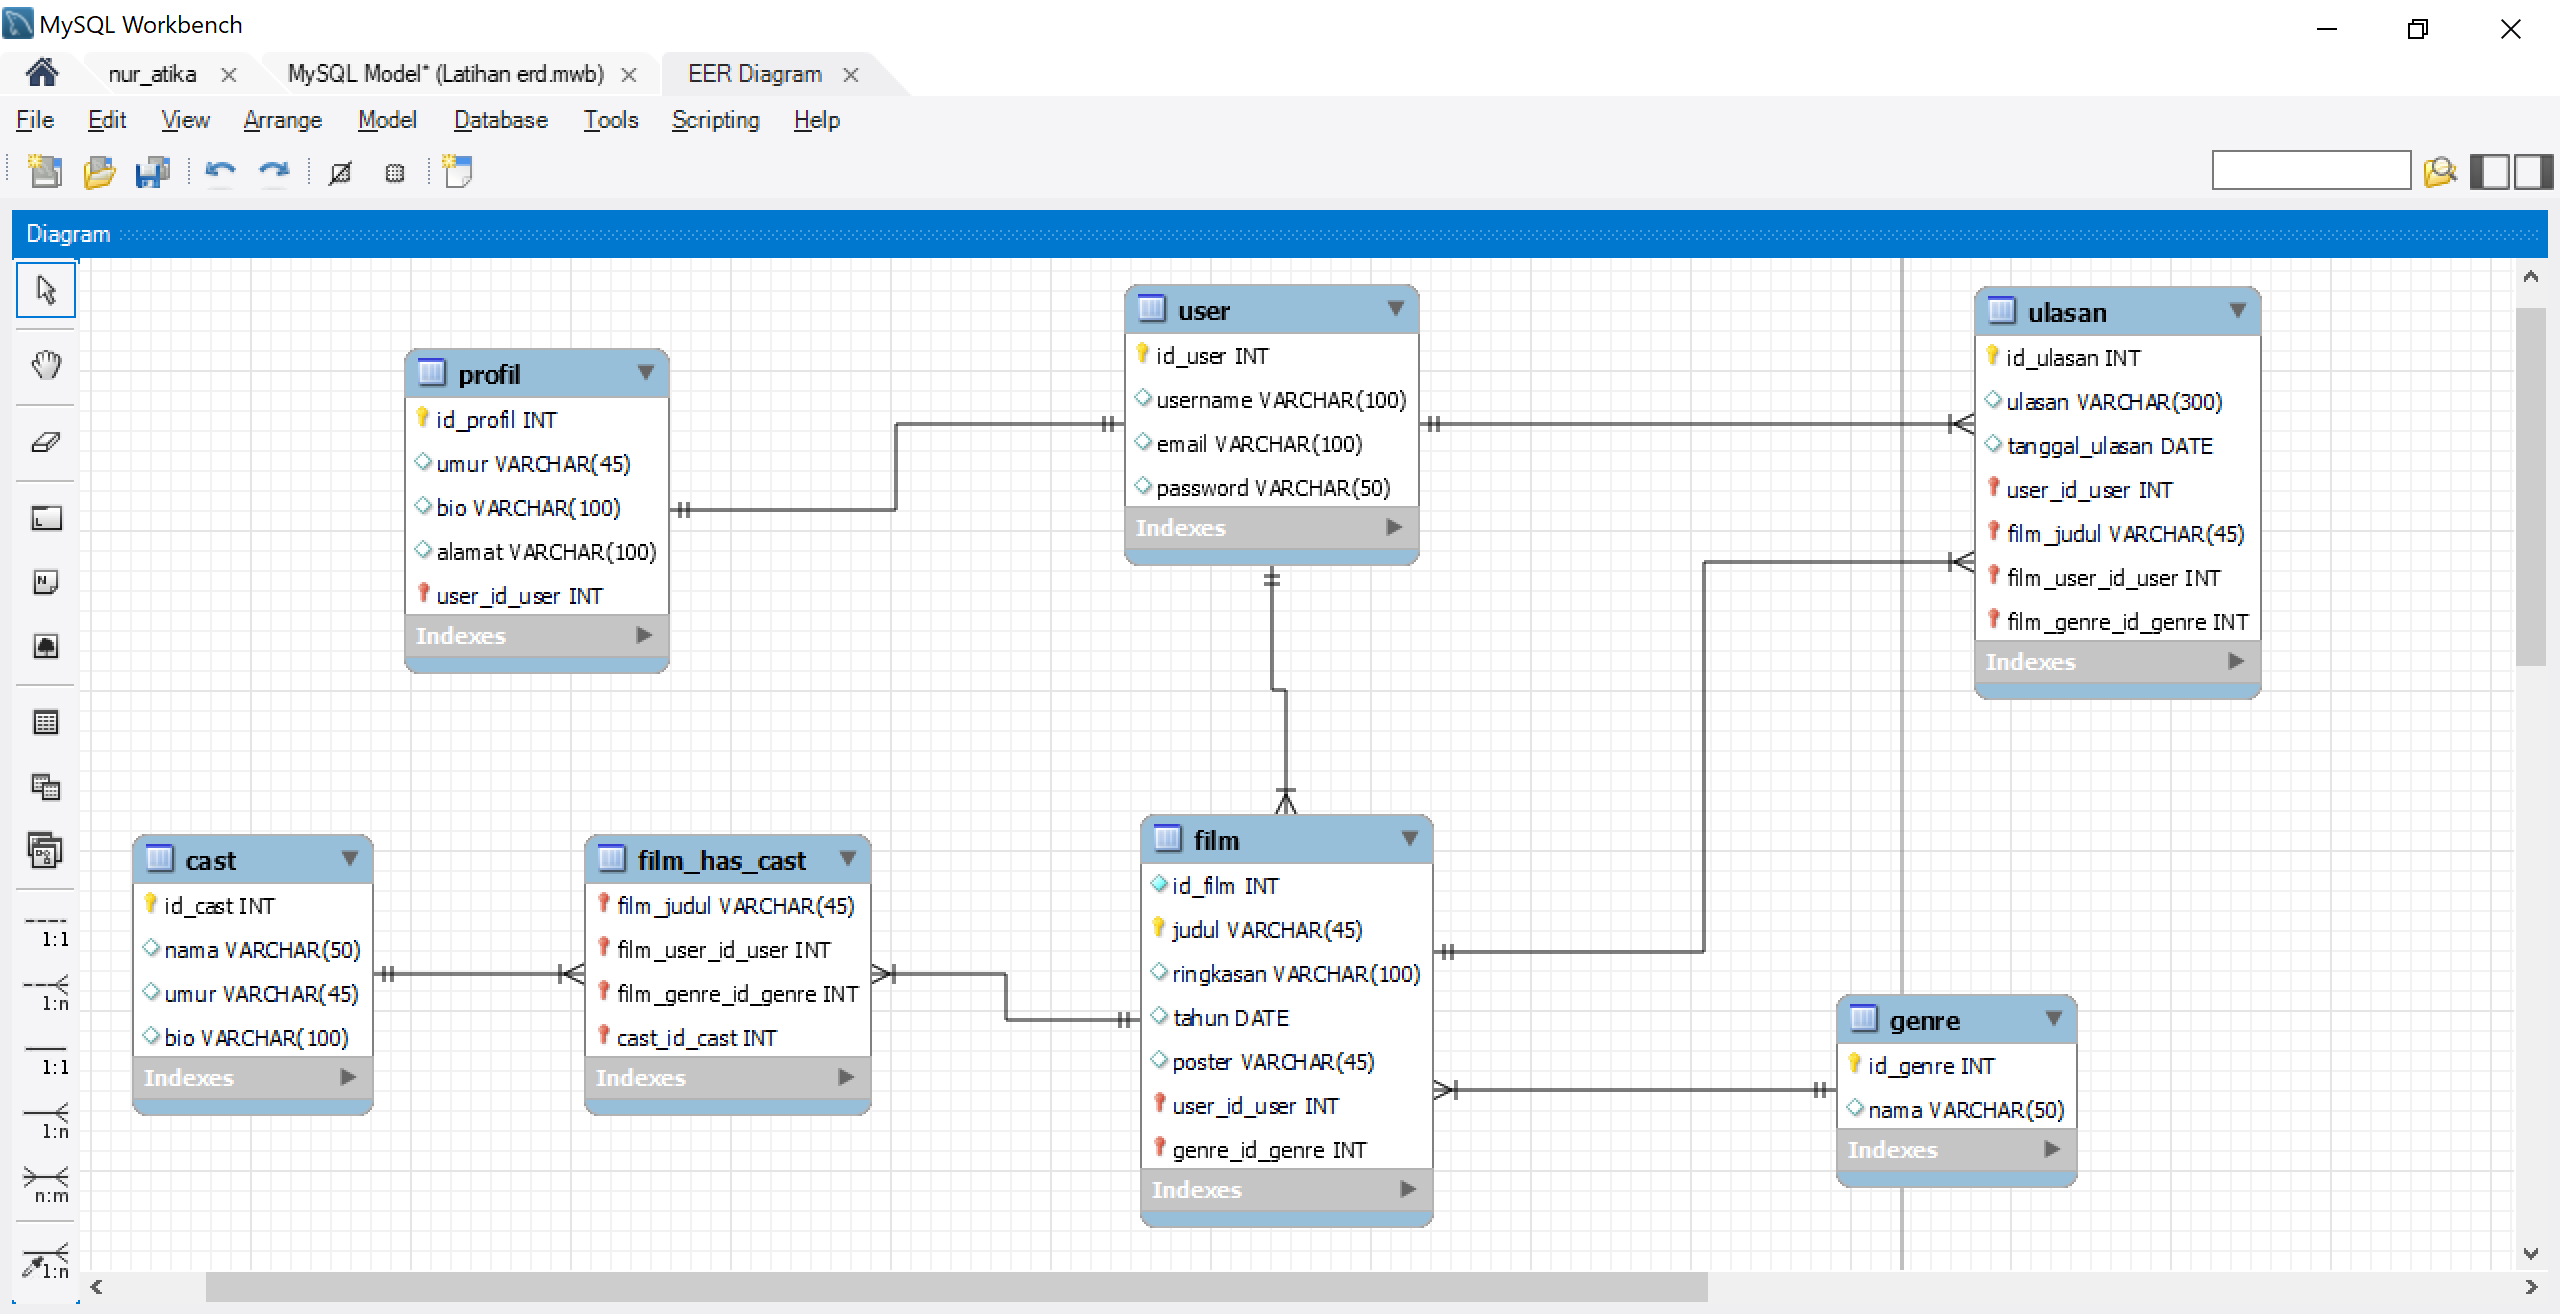 MySQL Workbench
nur_atika
MySQL Model* (Latihan erd.mwb)
EER Diagram
File Edit View Arrange Model Database Tools Scripting Help
Diagram
1:1
1:n
1:1
1:n
n:m
1:n
profil
id_profil INT
umur VARCHAR(45)
bio VARCHAR(100)
alamat VARCHAR(100)
user_id_user INT
Indexes
user
id_user INT
username VARCHAR(100)
email VARCHAR(100)
password VARCHAR(50)
Indexes
ulasan
id_ulasan INT
ulasan VARCHAR(300)
tanggal_ulasan DATE
user_id_user INT
film_judul VARCHAR(45)
film_user_id_user INT
film_genre_id_genre INT
Indexes
cast
id_cast INT
nama VARCHAR(50)
umur VARCHAR(45)
bio VARCHAR(100)
Indexes
film_has_cast
film_judul VARCHAR(45)
film_user_id_user INT
film_genre_id_genre INT
cast_id_cast INT
Indexes
film
id_film INT
judul VARCHAR(45)
ringkasan VARCHAR(100)
tahun DATE
poster VARCHAR(45)
user_id_user INT
genre_id_genre INT
Indexes
genre
id_genre INT
nama VARCHAR(50)
Indexes